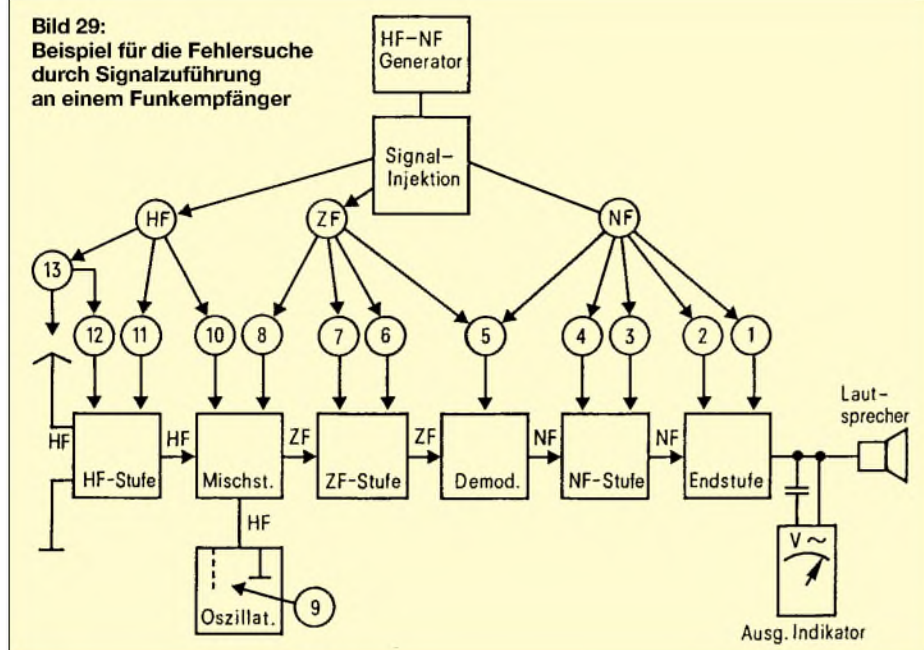 Bild 29:
Beispiel für die Fehlersuche
durch Signalzuführung
an einem Funkempfänger
HF-NF
Generator
Signal-
Injektion
HF
ZF
NF
13
12
11
10
8
7
6
5
4
3
2
1
Laut-
sprecher
HF
HF-Stufe
HF
Mischst.
ZF
ZF-Stufe
ZF
Demod.
NF
NF-Stufe
NF
Endstufe
HF
Oszillat.
9
V ~
Ausg. Indikator